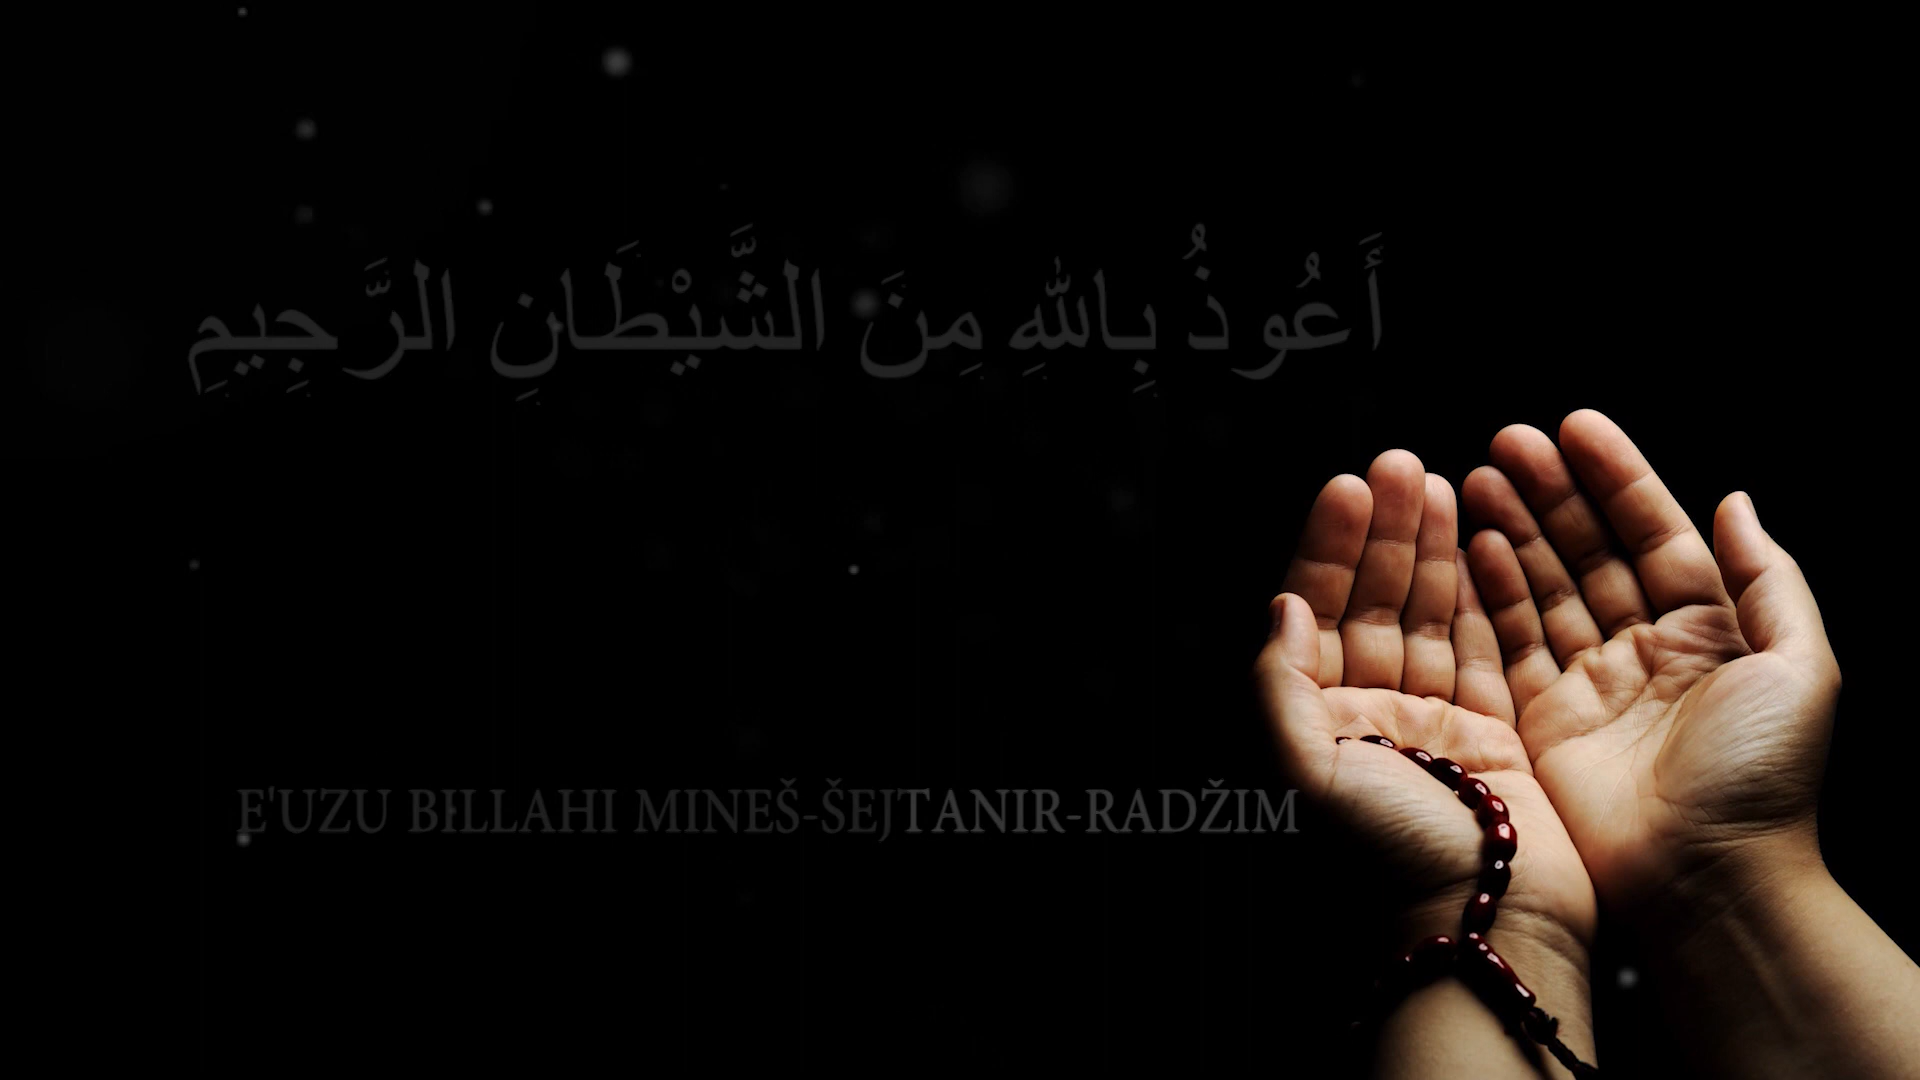 أَعُوذُ بِاللهِ مِنَ الشَّيْطَانِ الرَّجِيمِ
E'UZU BILLAHI MINEŠ-ŠEJTANIR-RADŽIM